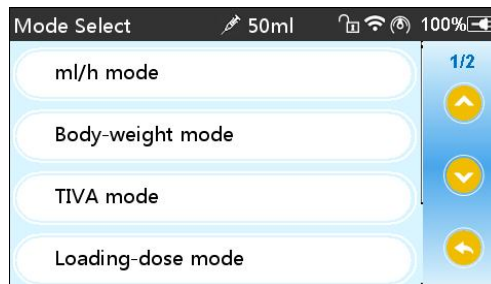 Mode Select 50ml 100%
1/2
ml/h mode
Body-weight mode
TIVA mode
Loading-dose mode